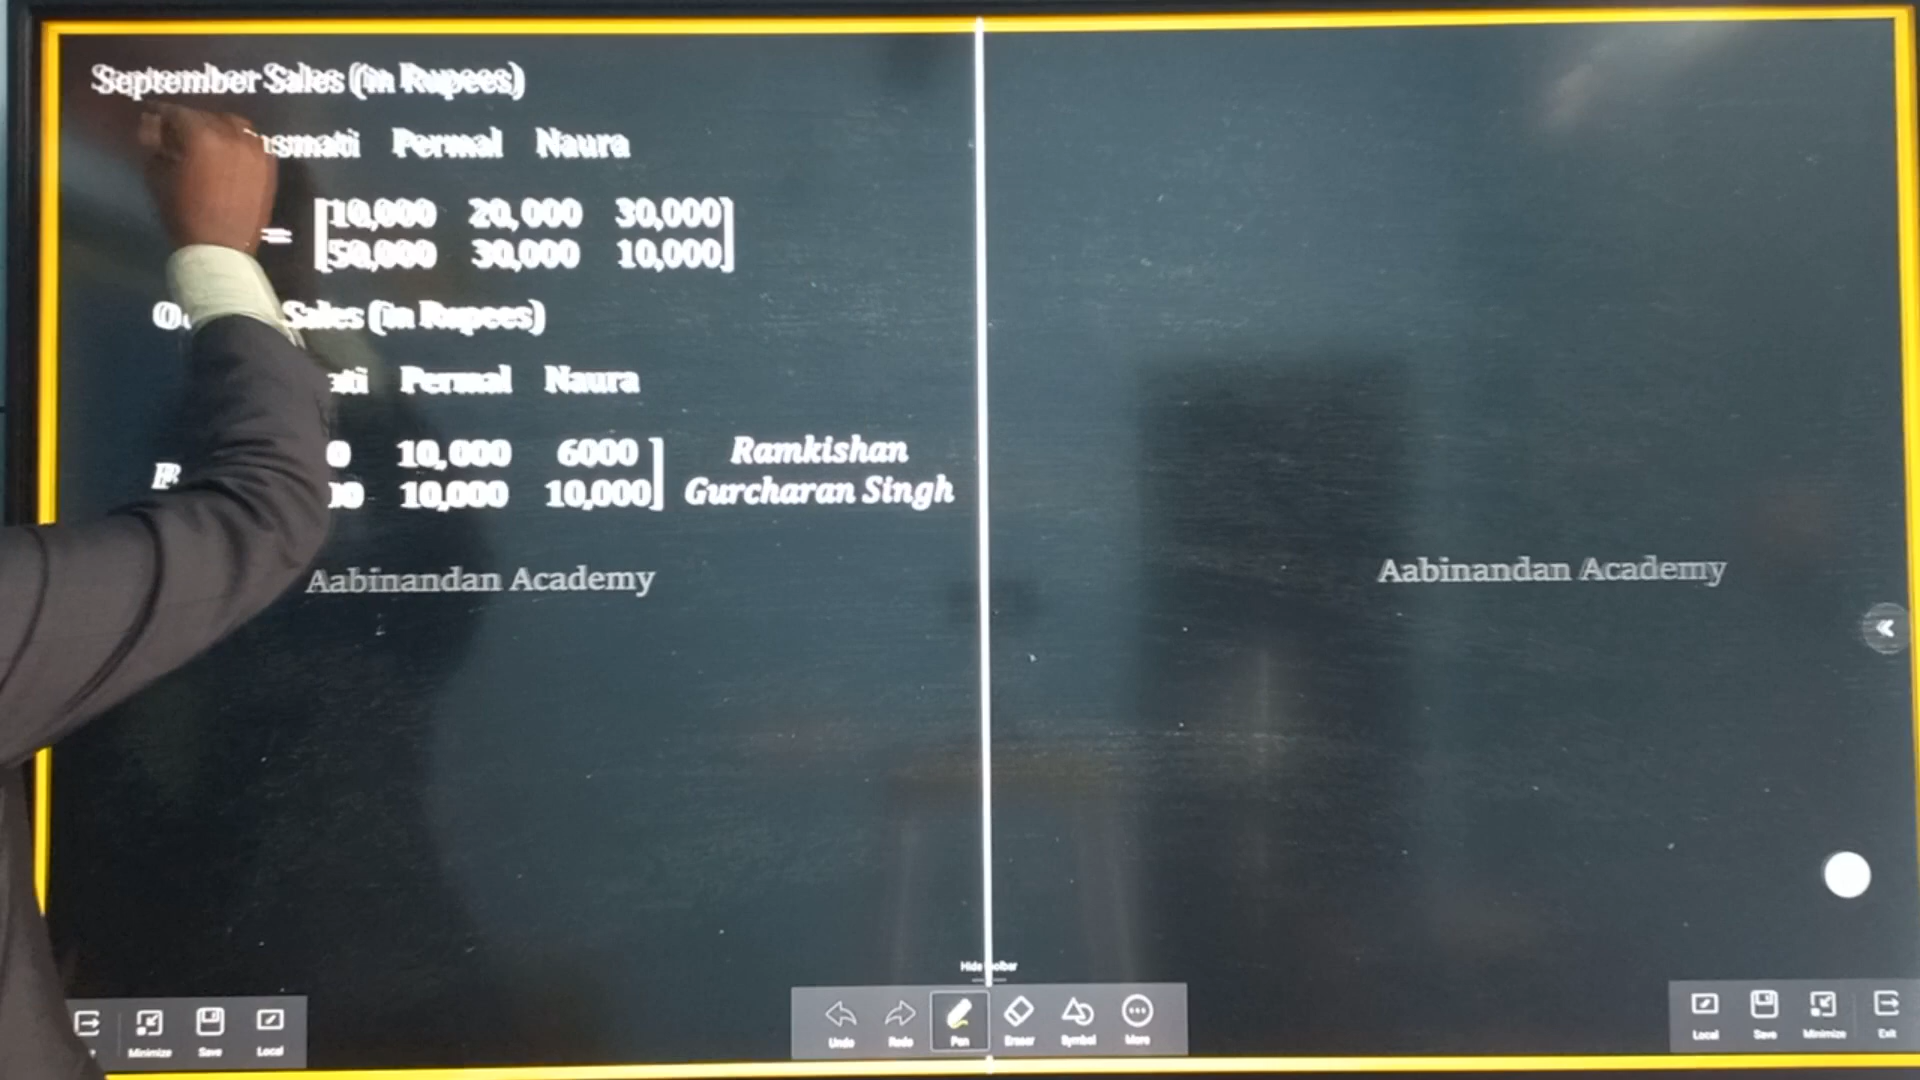 September Sales (in Rupees)
Permal Naura
= [10,000 20,000 30,000]
[50,000 30,000 10,000]
Sales (in Rupees)
Permal Naura
10,000 6000 ] Ramkishan
10,000 10,000] Gurcharan Singh
Aabinandan Academy
Aabinandan Academy
Hide
Minimize Save Local
Undo Redo Pen Eraser Symbol More
Local Save Minimize Exit